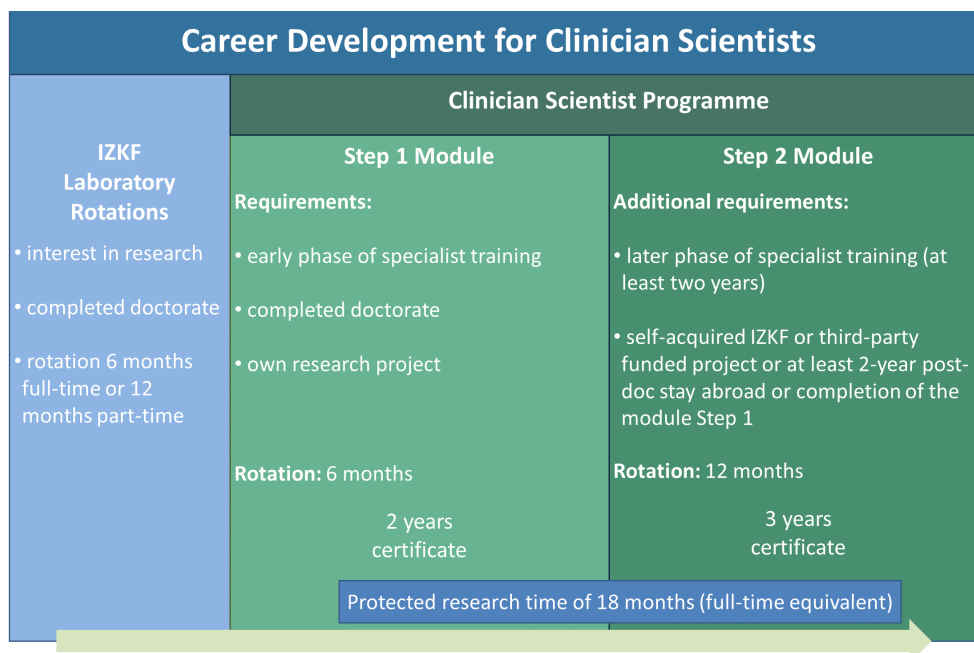 Career Development for Clinician Scientists
Clinician Scientist Programme
IZKF
Laboratory
Rotations
• interest in research
• completed doctorate
• rotation 6 months
full-time or 12
months part-time
Step 1 Module
Requirements:
• early phase of specialist training
• completed doctorate
• own research project
Rotation: 6 months
2 years
certificate
Step 2 Module
Additional requirements:
• later phase of specialist training (at
least two years)
• self-acquired IZKF or third-party
funded project or at least 2-year post-
doc stay abroad or completion of the
module Step 1
Rotation: 12 months
3 years
certificate
Protected research time of 18 months (full-time equivalent)